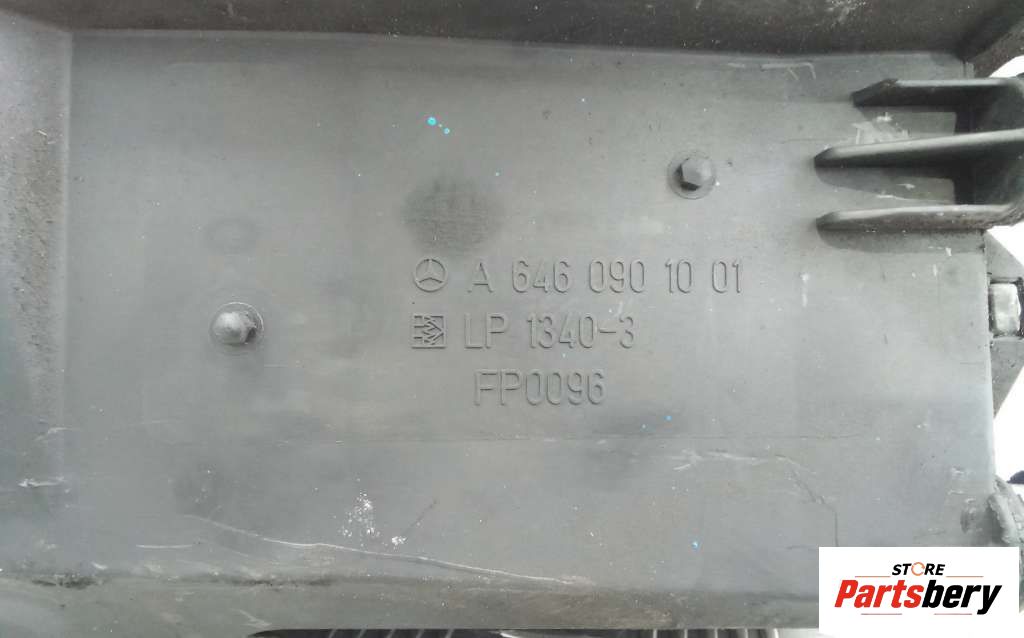 A 646 090 10 01
LP 1340-3
FP0096
STORE
Partsbery